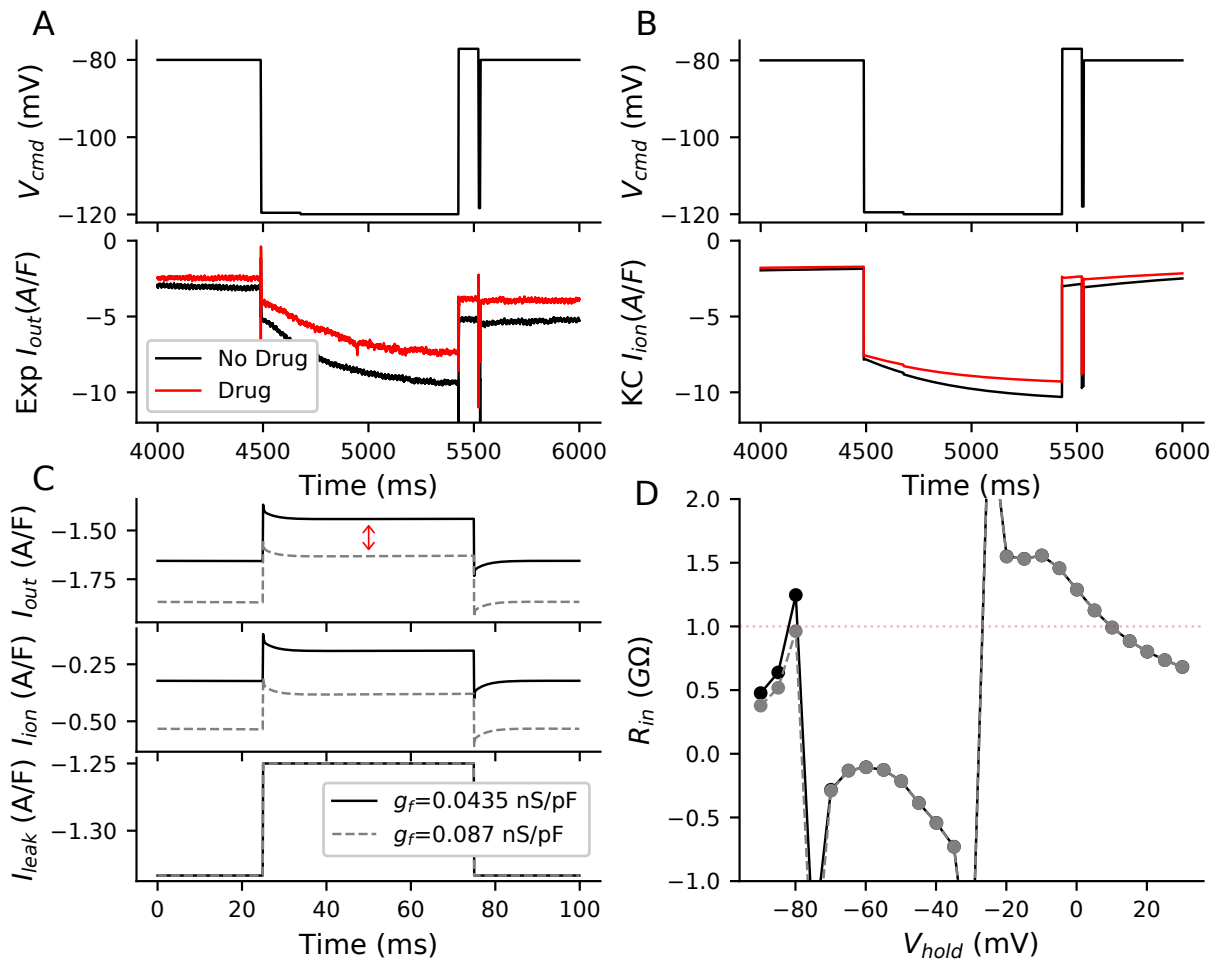 A
V_cmd (mV)
−80
−100
−120
Exp I_out(A/F)
0
−5
−10
No Drug
Drug
4000 4500 5000 5500 6000
Time (ms)
B
V_cmd (mV)
−80
−100
−120
KC I_ion(A/F)
0
−5
−10
4000 4500 5000 5500 6000
Time (ms)
C
I_out (A/F)
−1.50
−1.75
I_ion (A/F)
−0.25
−0.50
I_leak (A/F)
−1.25
−1.30
g_f=0.0435 nS/pF
g_f=0.087 nS/pF
0 20 40 60 80 100
Time (ms)
D
R_in (GΩ)
2.0
1.5
1.0
0.5
0.0
−0.5
−1.0
−80 −60 −40 −20 0 20
V_hold (mV)